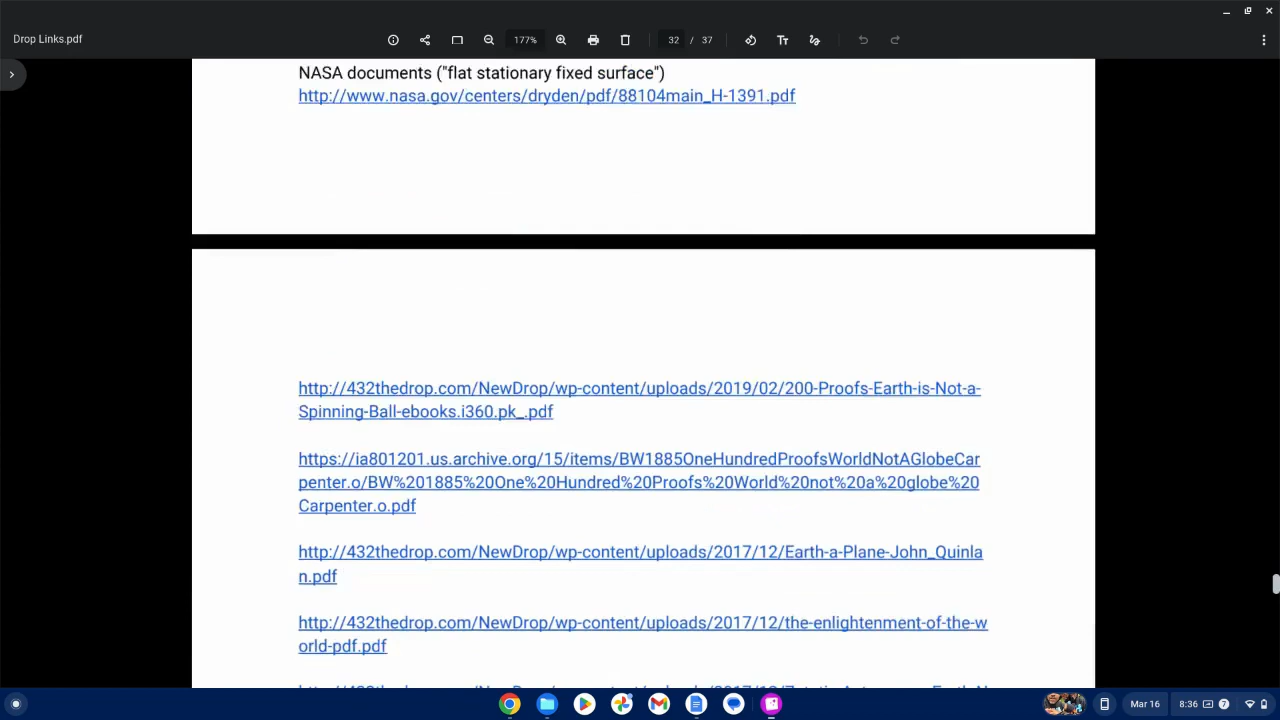 Drop Links.pdf
177%
32 / 37
NASA documents ("flat stationary fixed surface")
http://www.nasa.gov/centers/dryden/pdf/88104main_H-1391.pdf
http://432thedrop.com/NewDrop/wp-content/uploads/2019/02/200-Proofs-Earth-is-Not-a-
Spinning-Ball-ebooks.i360.pk_.pdf
https://ia801201.us.archive.org/15/items/BW1885OneHundredProofsWorldNotAGlobeCar
penter.o/BW%201885%20One%20Hundred%20Proofs%20World%20not%20a%20globe%20
Carpenter.o.pdf
http://432thedrop.com/NewDrop/wp-content/uploads/2017/12/Earth-a-Plane-John_Quinla
n.pdf
http://432thedrop.com/NewDrop/wp-content/uploads/2017/12/the-enlightenment-of-the-w
orld-pdf.pdf
Mar 16
8:36
7